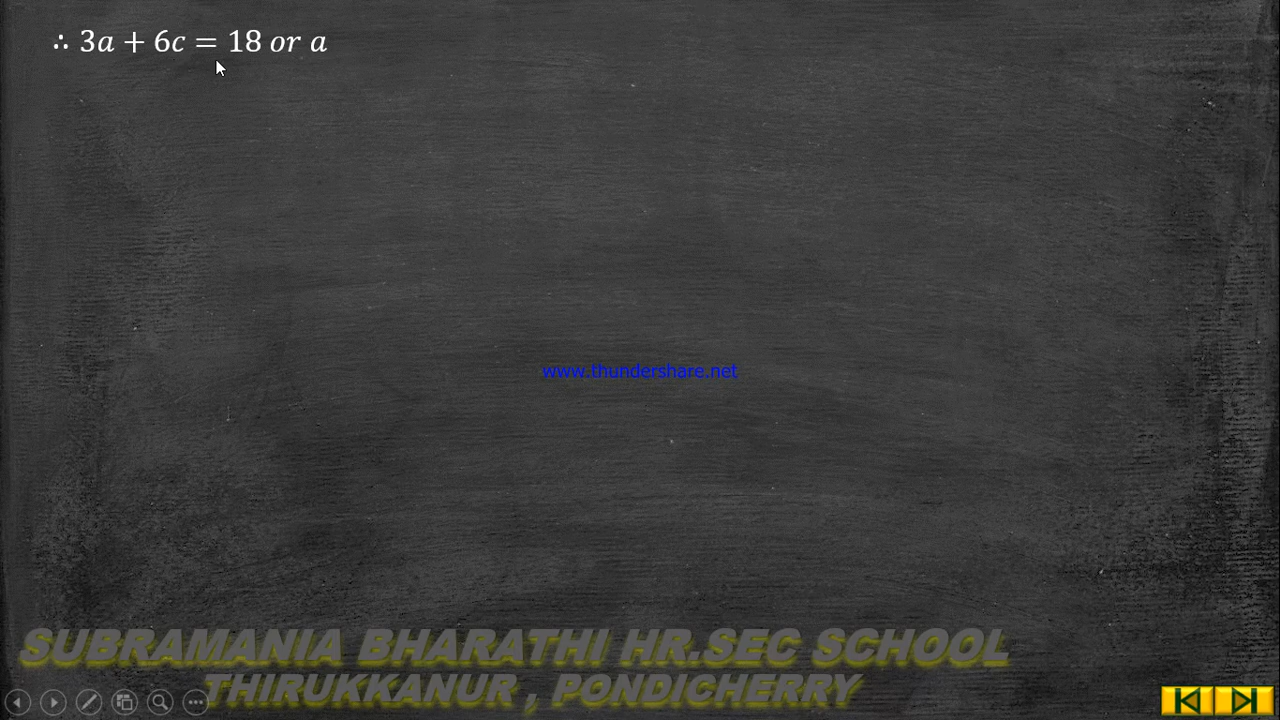 ∴ 3a + 6c = 18 or a
www.thundershare.net
SUBRAMANIA BHARATHI HR.SEC SCHOOL
THIRUKKANUR , PONDICHERRY